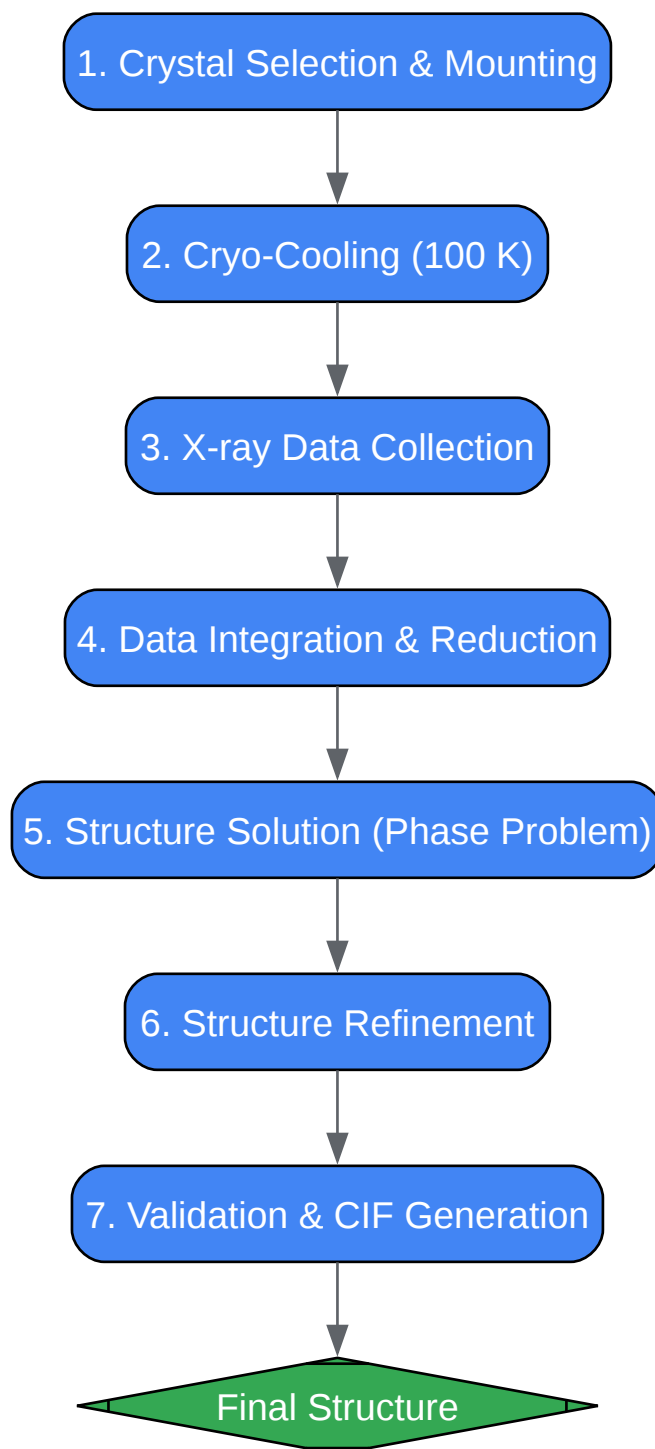 1. Crystal Selection & Mounting
2. Cryo-Cooling (100 K)
3. X-ray Data Collection
4. Data Integration & Reduction
5. Structure Solution (Phase Problem)
6. Structure Refinement
7. Validation & CIF Generation
Final Structure